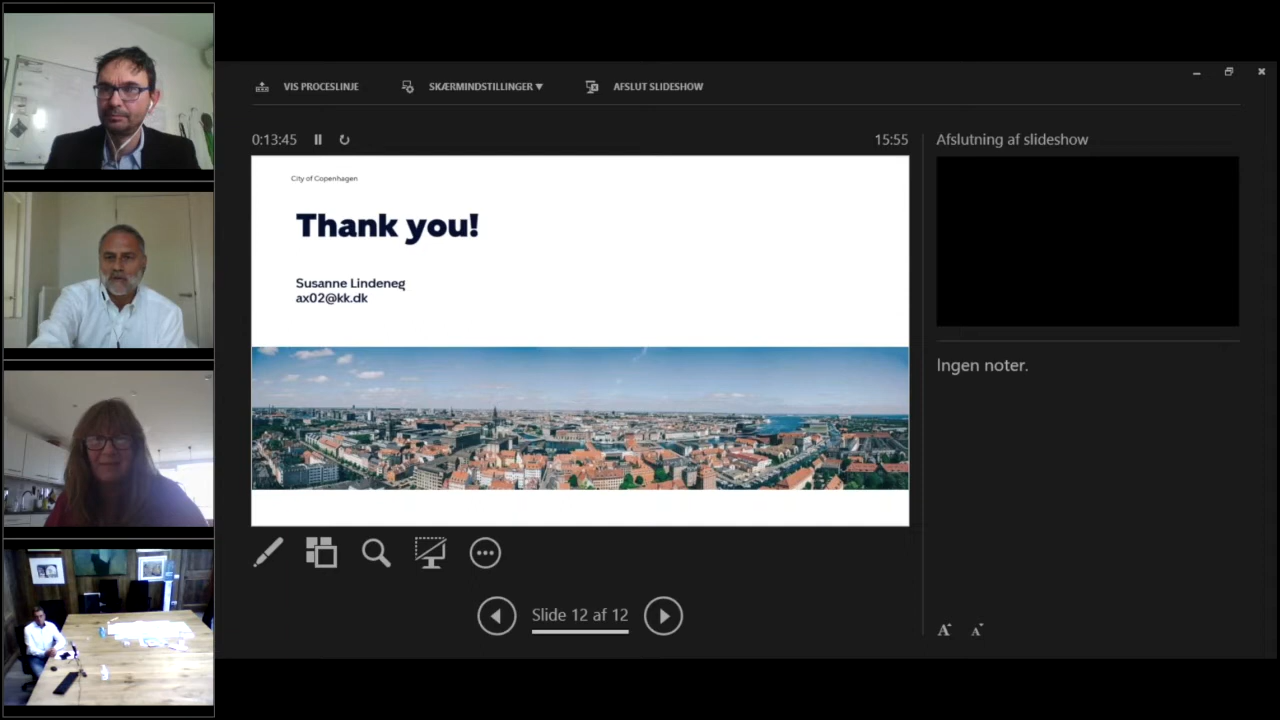 VIS PROCESLINJE
SKÆRMINDSTILLINGER
AFSLUT SLIDESHOW
0:13:45
15:55
Afslutning af slideshow
City of Copenhagen
Thank you!
Susanne Lindeneg
ax02@kk.dk
Ingen noter.
Slide 12 af 12
A A